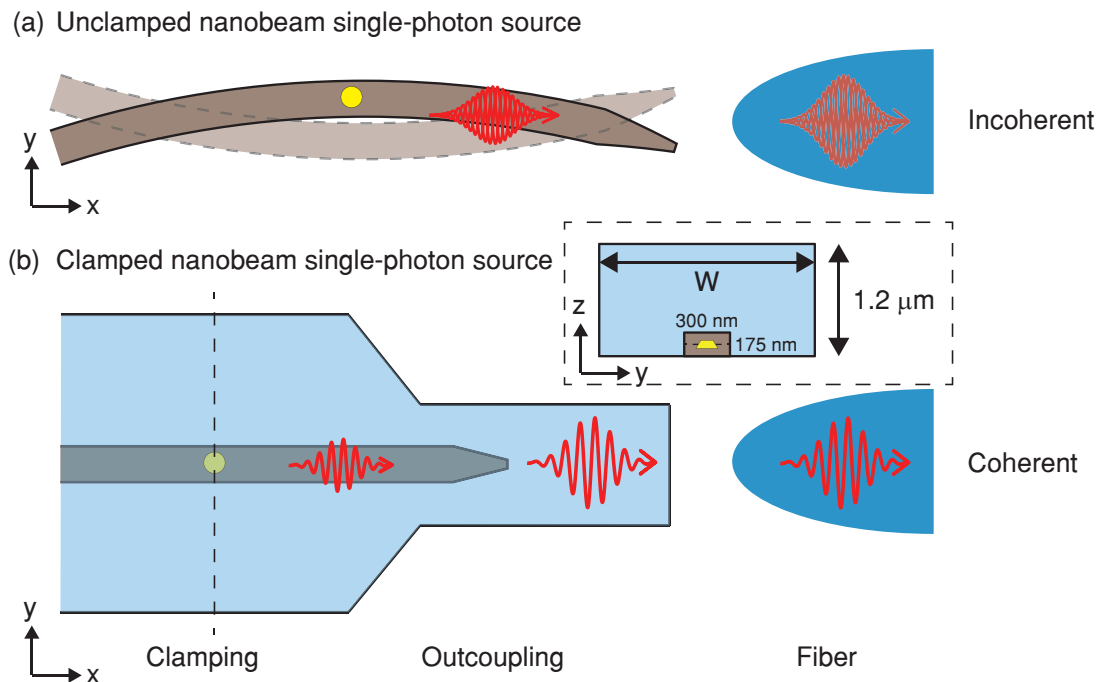 (a) Unclamped nanobeam single-photon source
y
x
Incoherent
(b) Clamped nanobeam single-photon source
W
1.2 μm
z
300 nm
175 nm
y
Coherent
y
x
Clamping
Outcoupling
Fiber